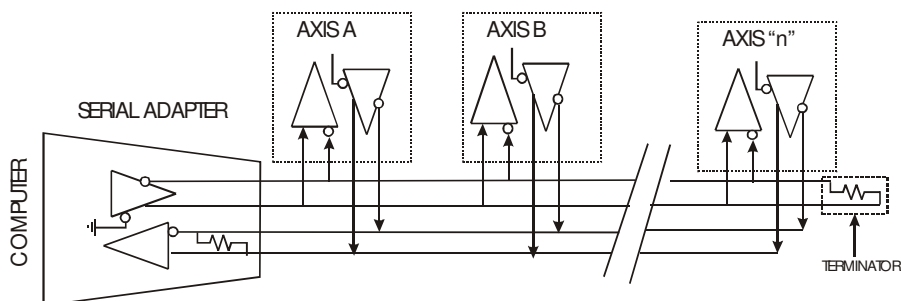 AXIS A
AXIS B
AXIS "n"
SERIAL ADAPTER
COMPUTER
TERMINATOR